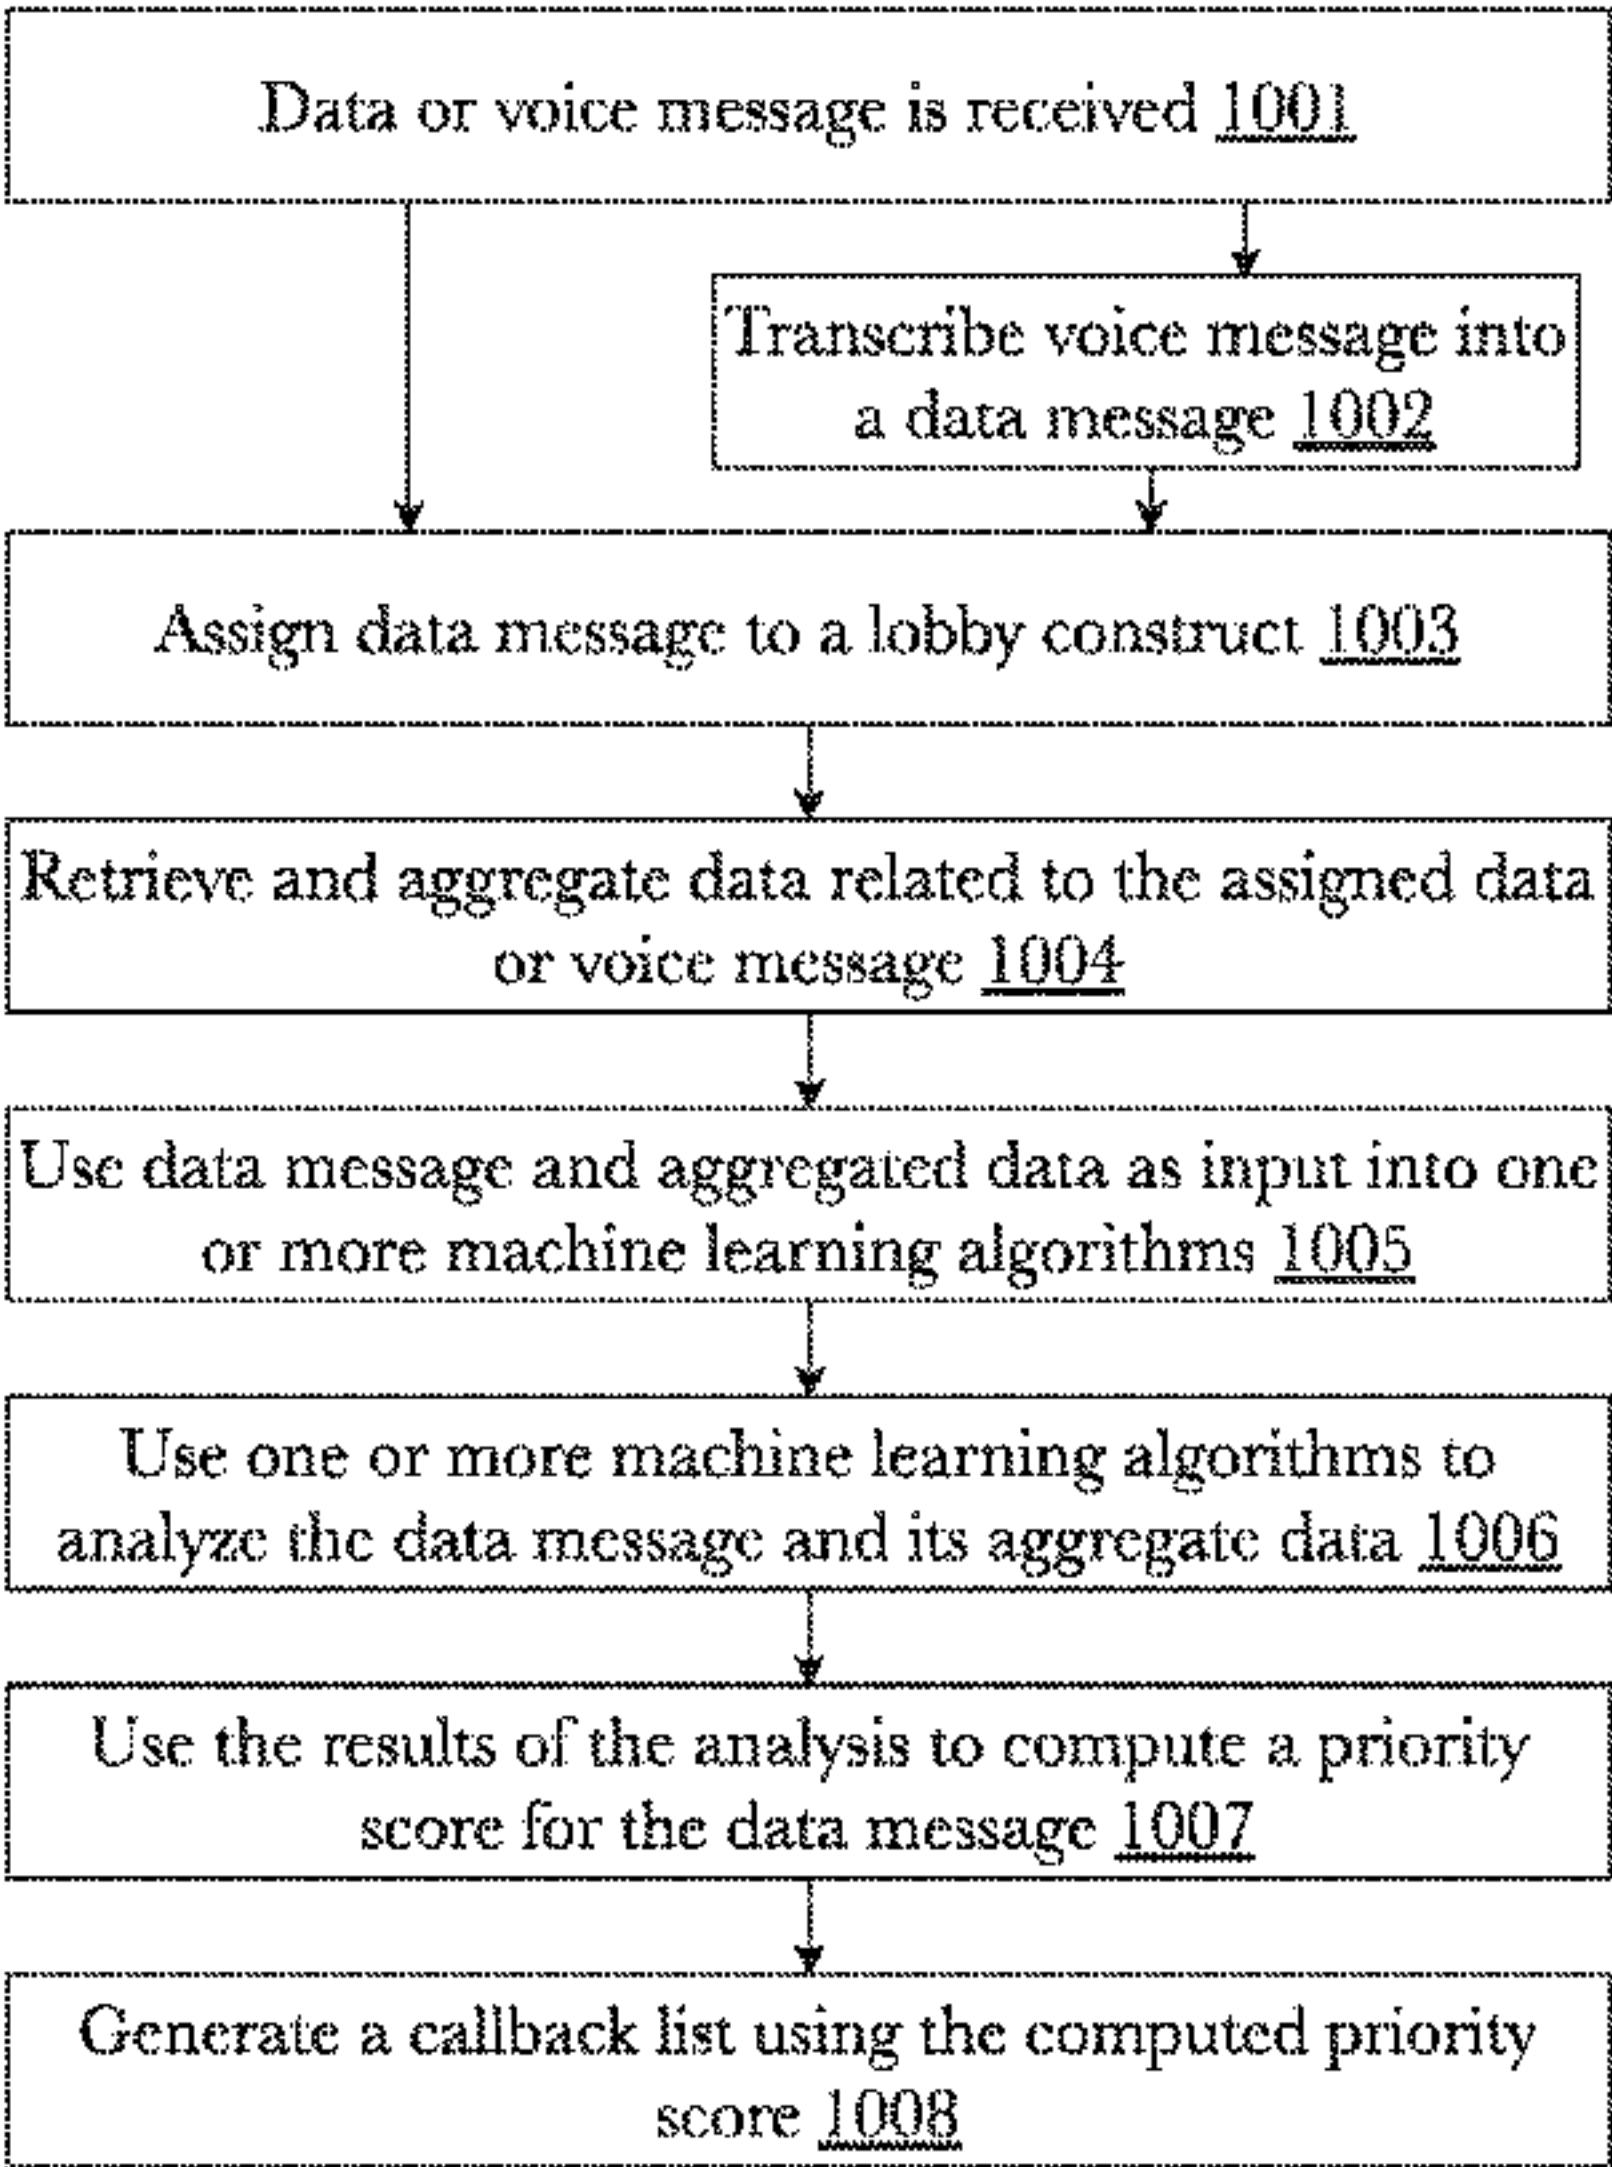 Data or voice message is received 1001
Transcribe voice message into
a data message 1002
Assign data message to a lobby construct 1003
Retrieve and aggregate data related to the assigned data
or voice message 1004
Use data message and aggregated data as input into one
or more machine learning algorithms 1005
Use one or more machine learning algorithms to
analyze the data message and its aggregate data 1006
Use the results of the analysis to compute a priority
score for the data message 1007
Generate a callback list using the computed priority
score 1008